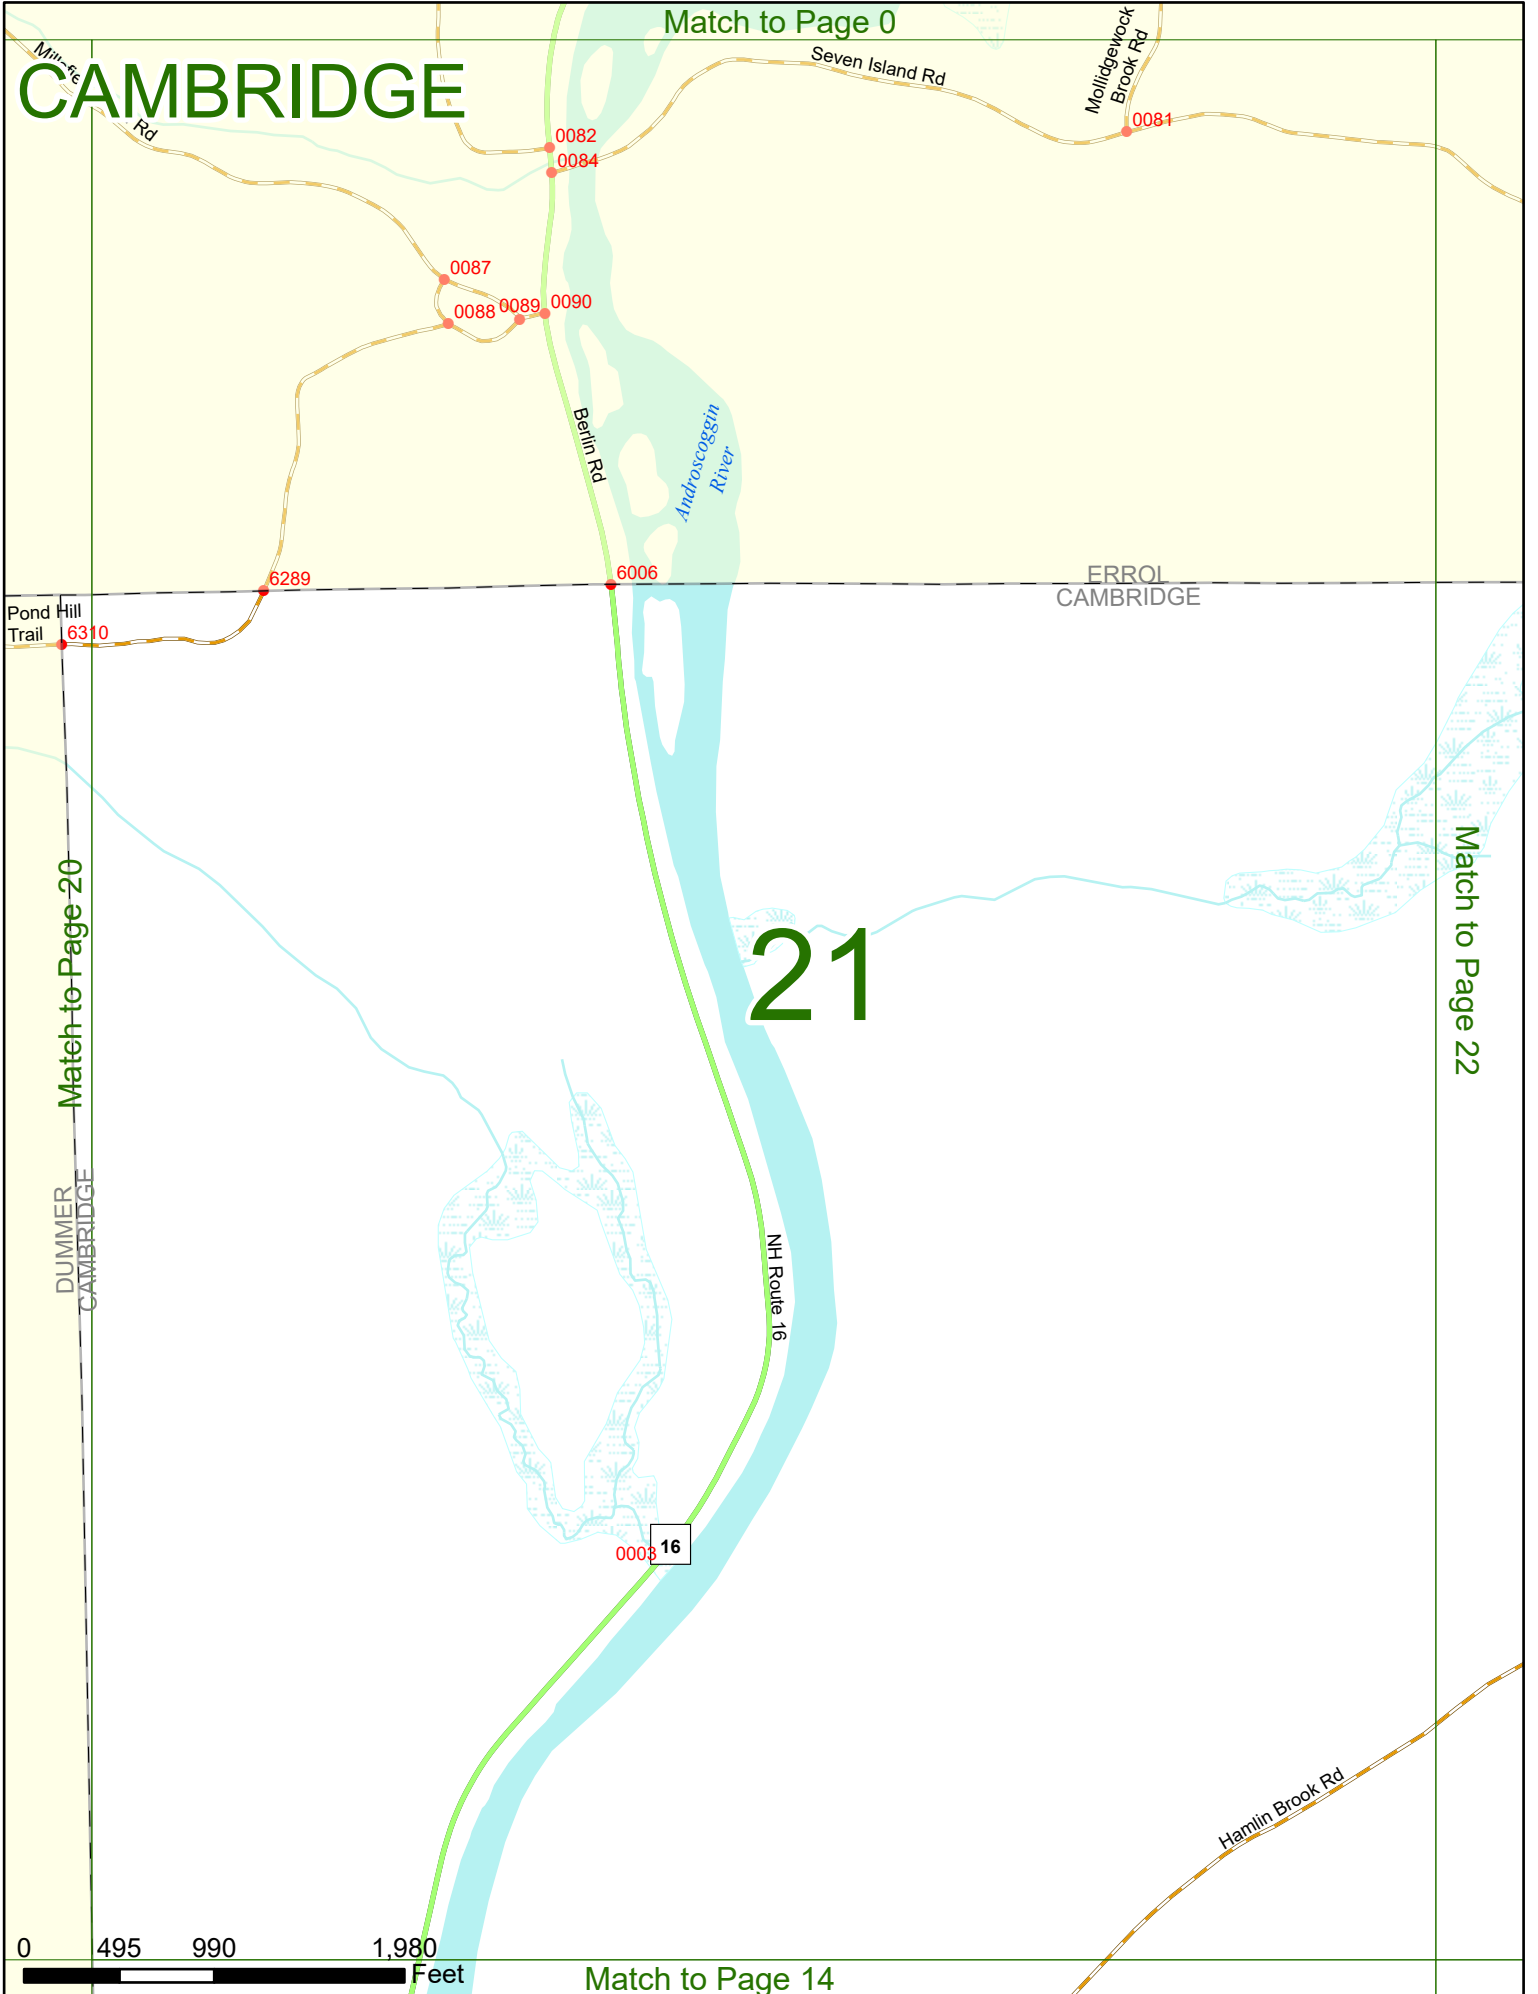 Match to Page 0
CAMBRIDGE
Rd
Seven Island Rd
Mollidgewock
Brook Rd
0081
0082
0084
0087
0088
0089
0090
Berlin Rd
Androscoggin
River
6289
6006
ERROL
CAMBRIDGE
Pond Hill
Trail
6310
Match to Page 20
21
Match to Page 22
DUMMER
CAMBRIDGE
NH Route 16
0003
16
Hamlin Brook Rd
0 495 990 1,980
Feet
Match to Page 14